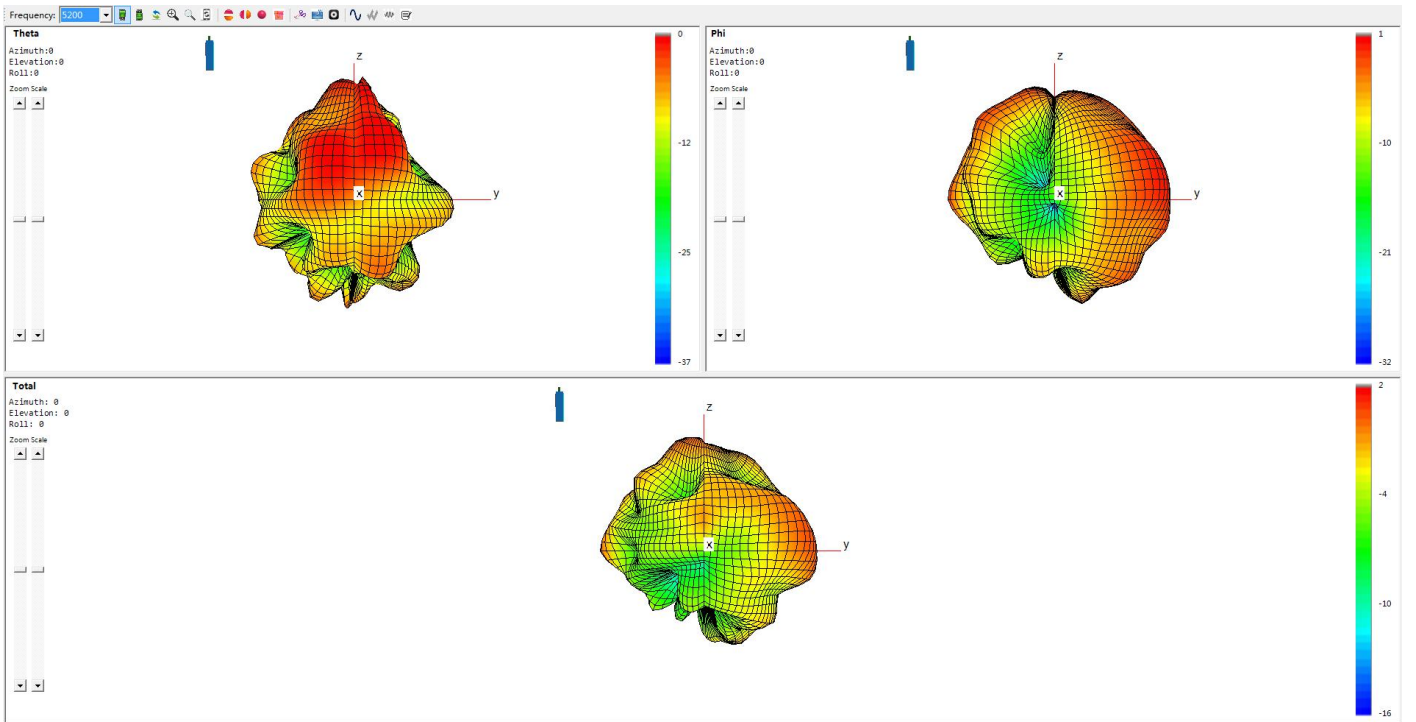 Frequency: 5200
Theta
Azimuth:0
Elevation:0
Roll:0
Zoom Scale
z
x
y
0
-12
-25
-37
Phi
Azimuth:0
Elevation:0
Roll:0
Zoom Scale
z
x
y
1
-10
-21
-32
Total
Azimuth: 0
Elevation: 0
Roll: 0
Zoom Scale
z
x
y
2
-4
-10
-16